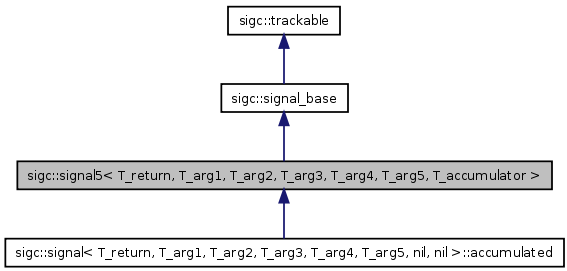 sigc::trackable
sigc::signal_base
sigc::signal5< T_return, T_arg1, T_arg2, T_arg3, T_arg4, T_arg5, T_accumulator >
sigc::signal< T_return, T_arg1, T_arg2, T_arg3, T_arg4, T_arg5, nil, nil >::accumulated